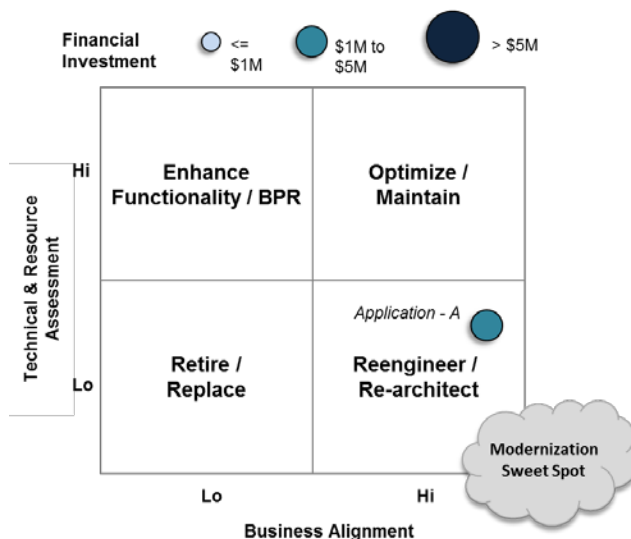 Financial
Investment
<=
$1M
$1M to
$5M
> $5M
Technical & Resource
Assessment
Hi
Lo
Enhance
Functionality / BPR
Optimize /
Maintain
Application - A
Retire /
Replace
Reengineer /
Re-architect
Modernization
Sweet Spot
Lo
Hi
Business Alignment